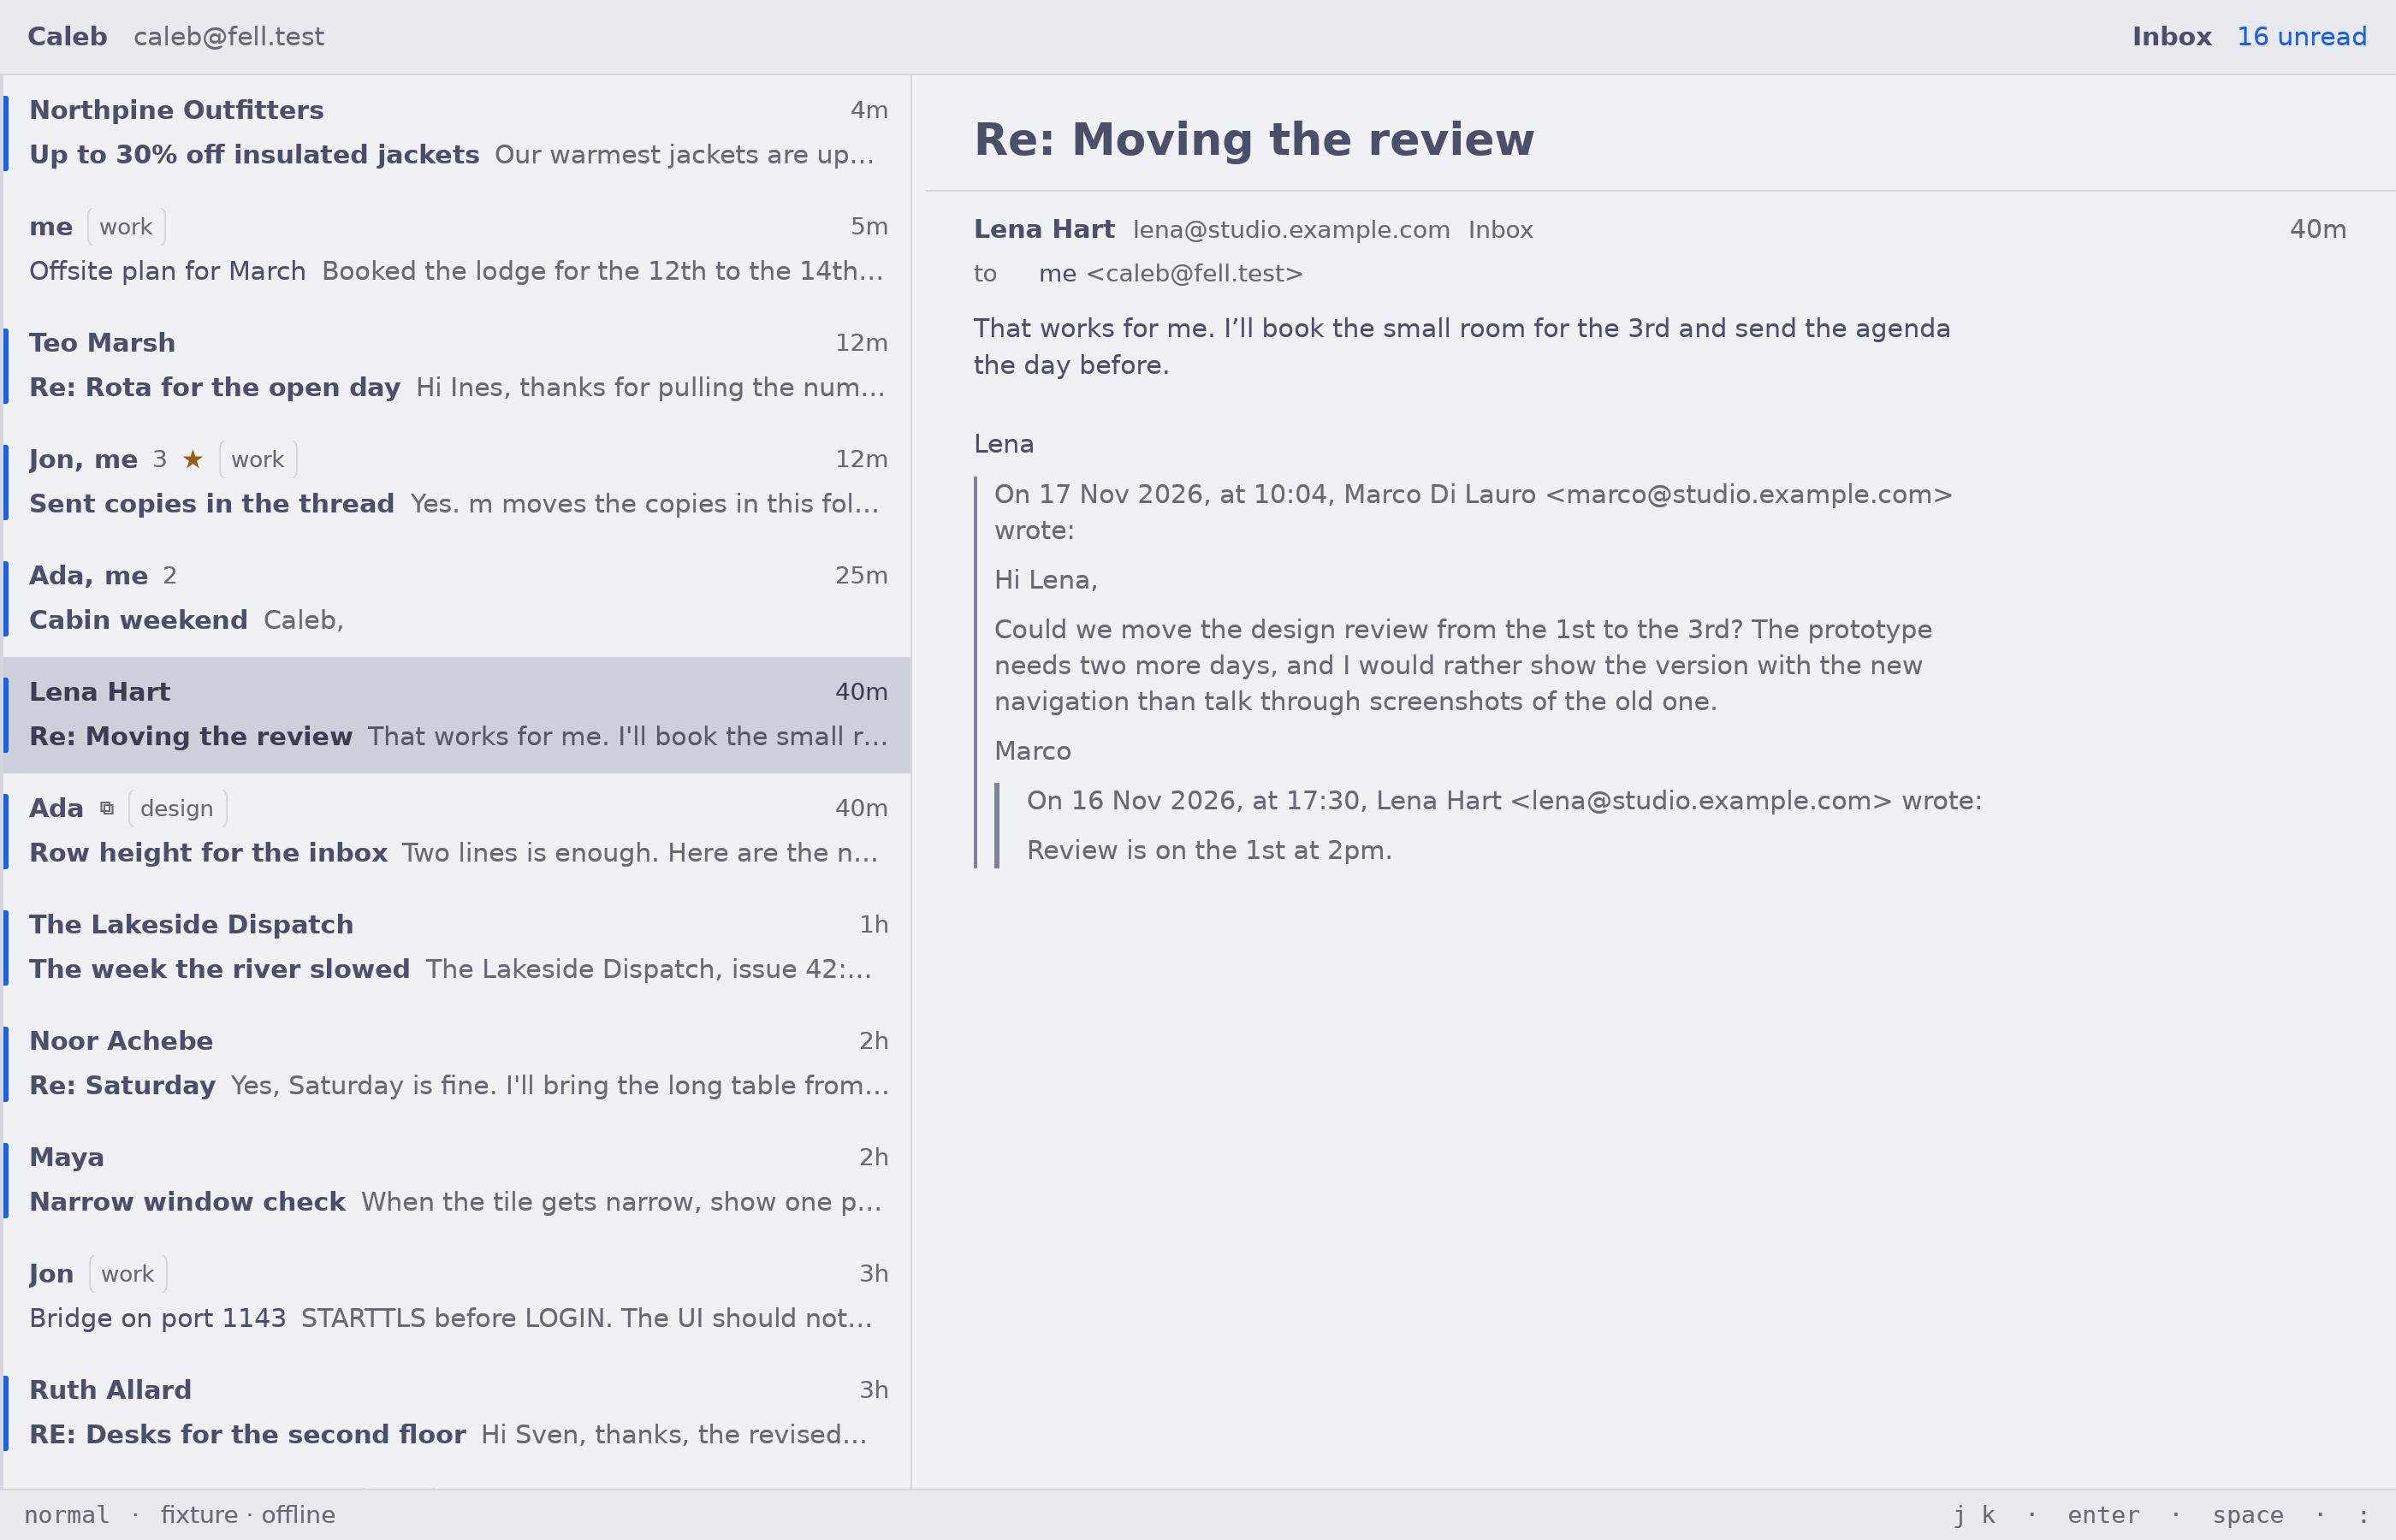 Caleb caleb@fell.test
Inbox 16 unread
Northpine Outfitters 4m
Up to 30% off insulated jackets Our warmest jackets are up…
me work 5m
Offsite plan for March Booked the lodge for the 12th to the 14th…
Teo Marsh 12m
Re: Rota for the open day Hi Ines, thanks for pulling the num…
Jon, me 3 ★ work 12m
Sent copies in the thread Yes. m moves the copies in this fol…
Ada, me 2 25m
Cabin weekend Caleb,
Lena Hart 40m
Re: Moving the review That works for me. I'll book the small r…
Ada design 40m
Row height for the inbox Two lines is enough. Here are the n…
The Lakeside Dispatch 1h
The week the river slowed The Lakeside Dispatch, issue 42:…
Noor Achebe 2h
Re: Saturday Yes, Saturday is fine. I'll bring the long table from…
Maya 2h
Narrow window check When the tile gets narrow, show one p…
Jon work 3h
Bridge on port 1143 STARTTLS before LOGIN. The UI should not…
Ruth Allard 3h
RE: Desks for the second floor Hi Sven, thanks, the revised…
Re: Moving the review
Lena Hart lena@studio.example.com Inbox 40m
to me <caleb@fell.test>
That works for me. I’ll book the small room for the 3rd and send the agenda
the day before.
Lena
On 17 Nov 2026, at 10:04, Marco Di Lauro <marco@studio.example.com>
wrote:
Hi Lena,
Could we move the design review from the 1st to the 3rd? The prototype
needs two more days, and I would rather show the version with the new
navigation than talk through screenshots of the old one.
Marco
On 16 Nov 2026, at 17:30, Lena Hart <lena@studio.example.com> wrote:
Review is on the 1st at 2pm.
normal · fixture · offline
j k · enter · space · :